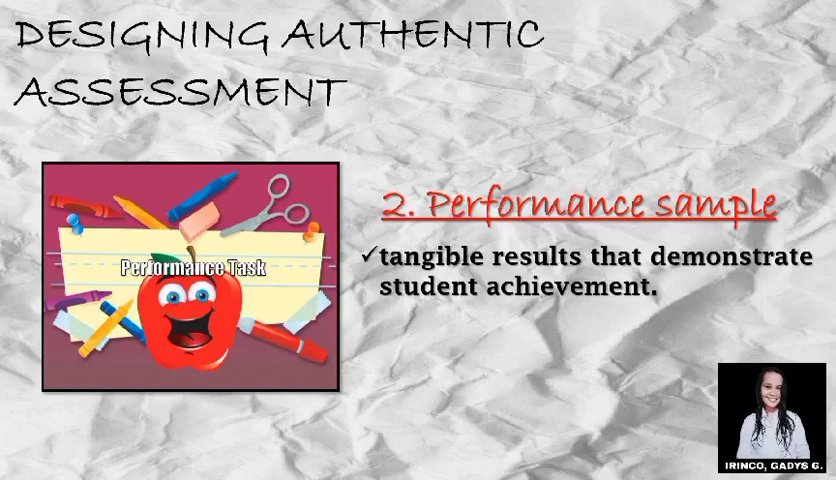 DESIGNING AUTHENTIC
ASSESSMENT
Performance Task
2. Performance sample
✓tangible results that demonstrate
student achievement.
IRINCO, GADYS G.